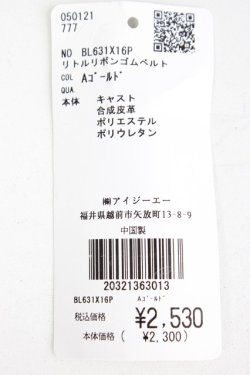 050121
777
NO BL631X16P
リトルリボンゴムベルト
COL Aゴールド
QUA.
本体 キャスト
合成皮革
ポリエステル
ポリウレタン
㈱アイジーエー
福井県越前市矢放町13-8-9
中国製
20321363013
BL631X16P Aゴールド
税込価格 ¥2,530
本体価格 ( ¥2,300)